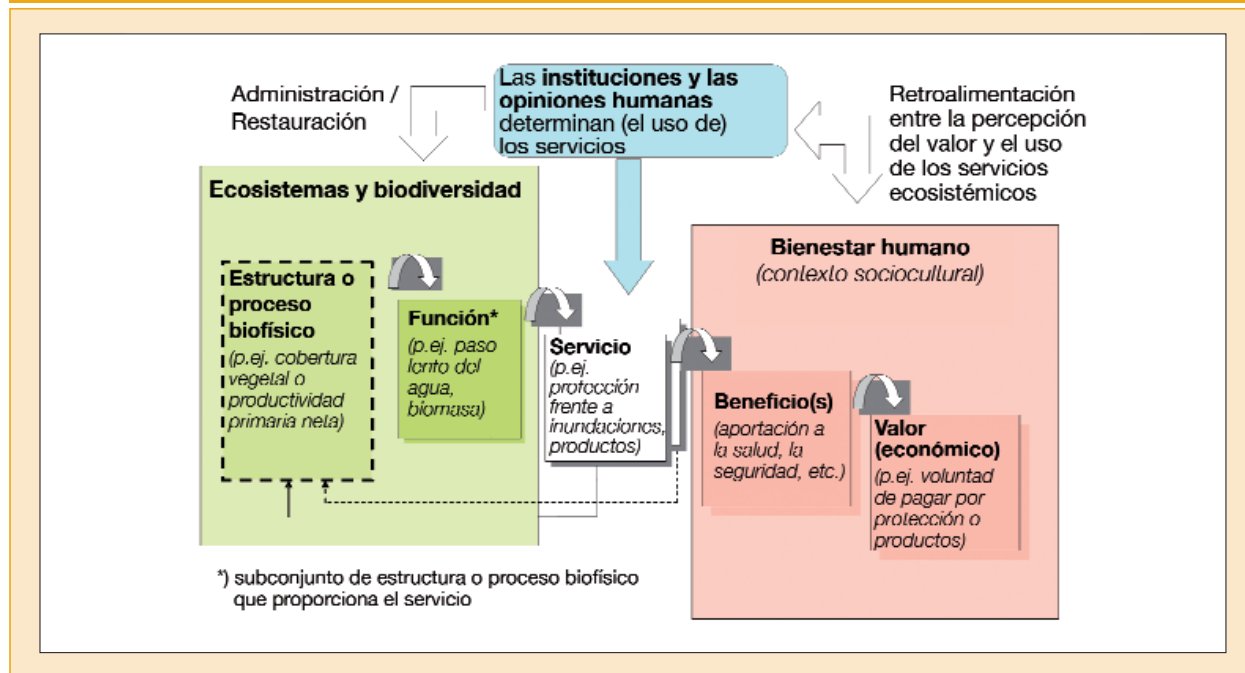 Administración /
Restauración
Las instituciones y las
opiniones humanas
determinan (el uso de)
los servicios
Retroalimentación
entre la percepción
del valor y el uso
de los servicios
ecosistémicos
Ecosistemas y biodiversidad
Estructura o
proceso
biofísico
(p.ej. cobertura
vegetal o
productividad
primaria neta)
Función*
(p.ej. paso
lento del
agua,
biomasa)
Servicio
(p.ej.
protección
frente a
inundaciones,
productos)
Bienestar humano
(contexto sociocultural)
Beneficio(s)
(aportación a
la salud, la
seguridad, etc.)
Valor
(económico)
(p.ej. voluntad
de pagar por
protección o
productos)
*) subconjunto de estructura o proceso biofísico
que proporciona el servicio